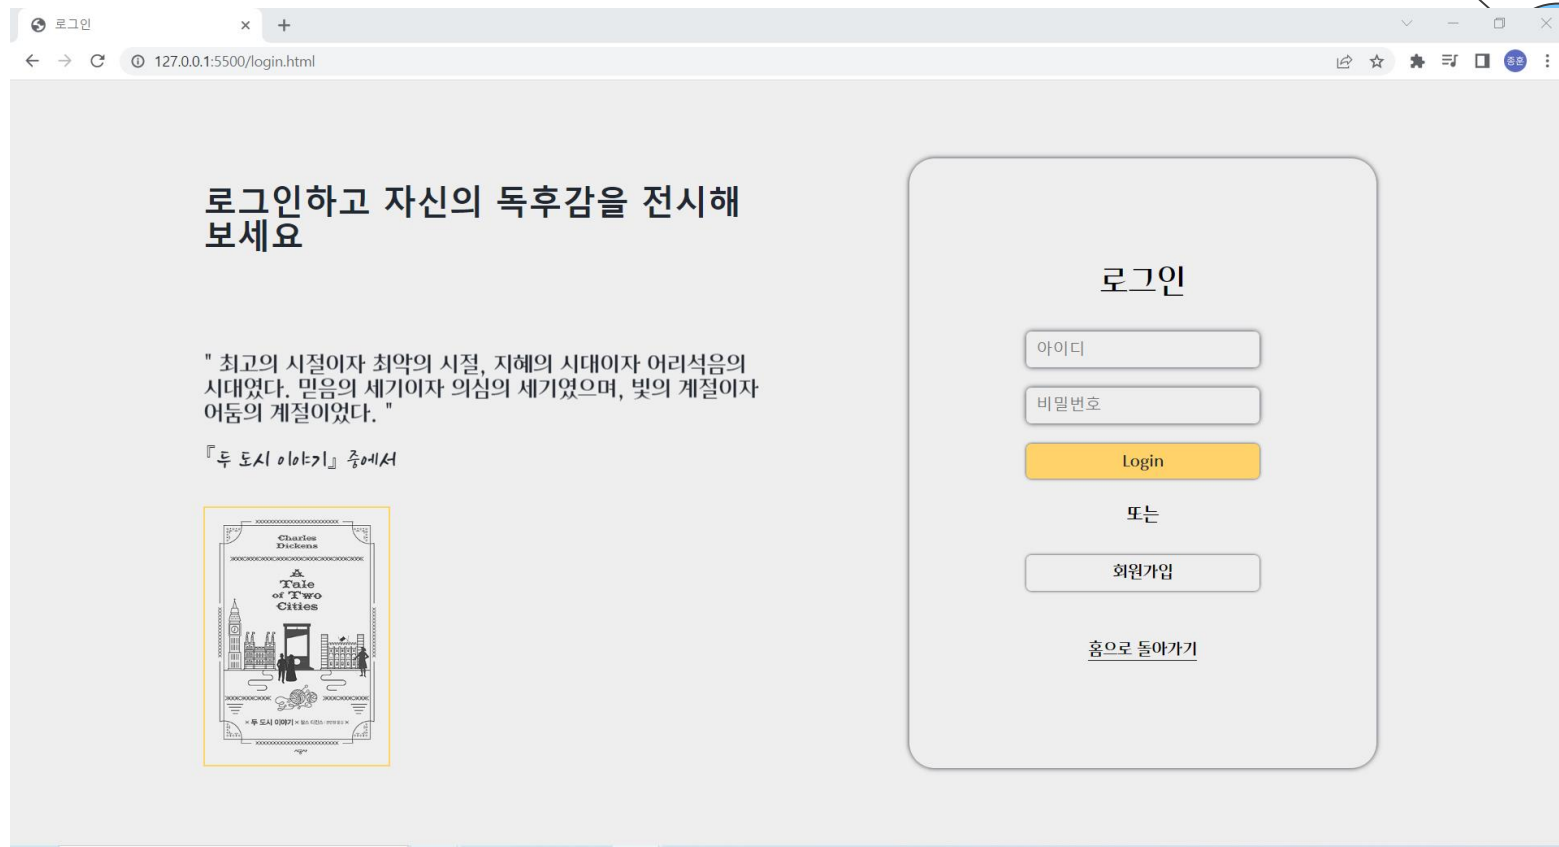 로그인
127.0.0.1:5500/login.html
종훈
로그인하고 자신의 독후감을 전시해
보세요
" 최고의 시절이자 최악의 시절, 지혜의 시대이자 어리석음의
시대였다. 믿음의 세기이자 의심의 세기였으며, 빛의 계절이자
어둠의 계절이었다. "
『두 도시 이야기』 중에서
Charles
Dickens
A
Tale
of Two
Cities
두 도시 이야기
로그인
아이디
비밀번호
Login
또는
회원가입
홈으로 돌아가기